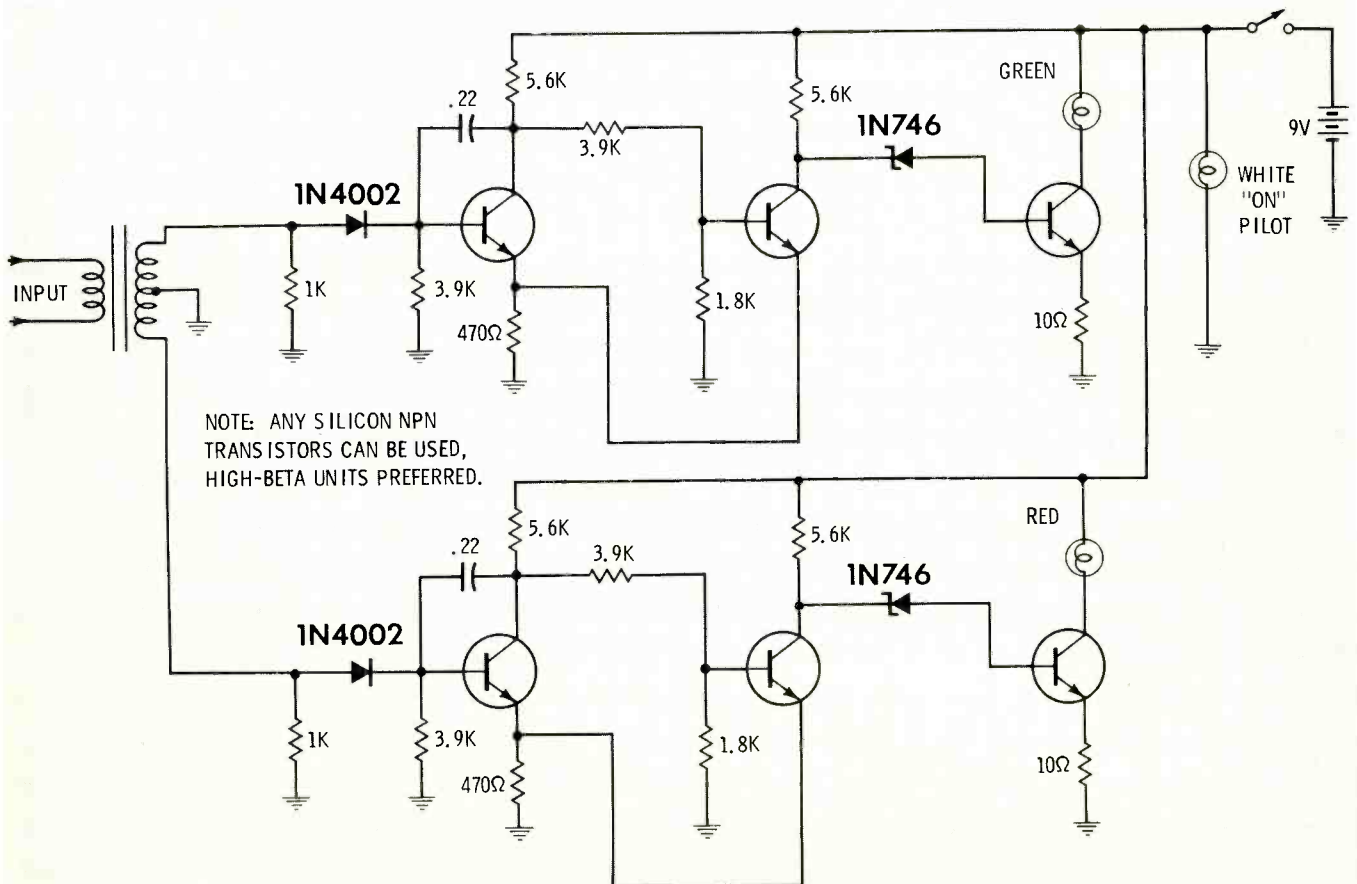 5.6K
.22
3.9K
5.6K
1N746
GREEN
9V
WHITE
"ON"
PILOT
1N4002
INPUT
1K
3.9K
470Ω
1.8K
10Ω
NOTE: ANY SILICON NPN
TRANSISTORS CAN BE USED,
HIGH-BETA UNITS PREFERRED.
5.6K
.22
3.9K
5.6K
1N746
RED
1N4002
1K
3.9K
470Ω
1.8K
10Ω